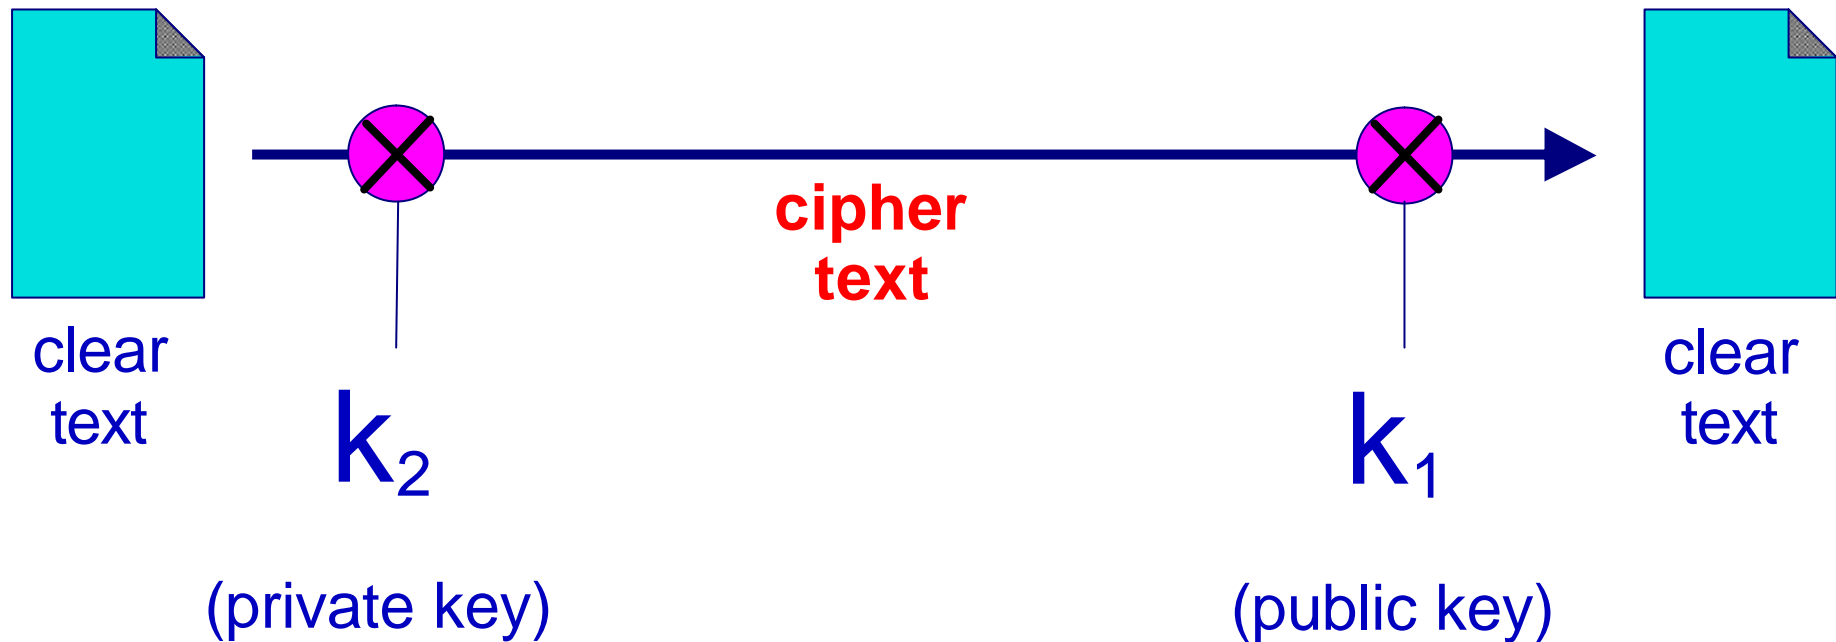 cipher
text
clear
text
clear
text
k₂
k₁
(private key)
(public key)